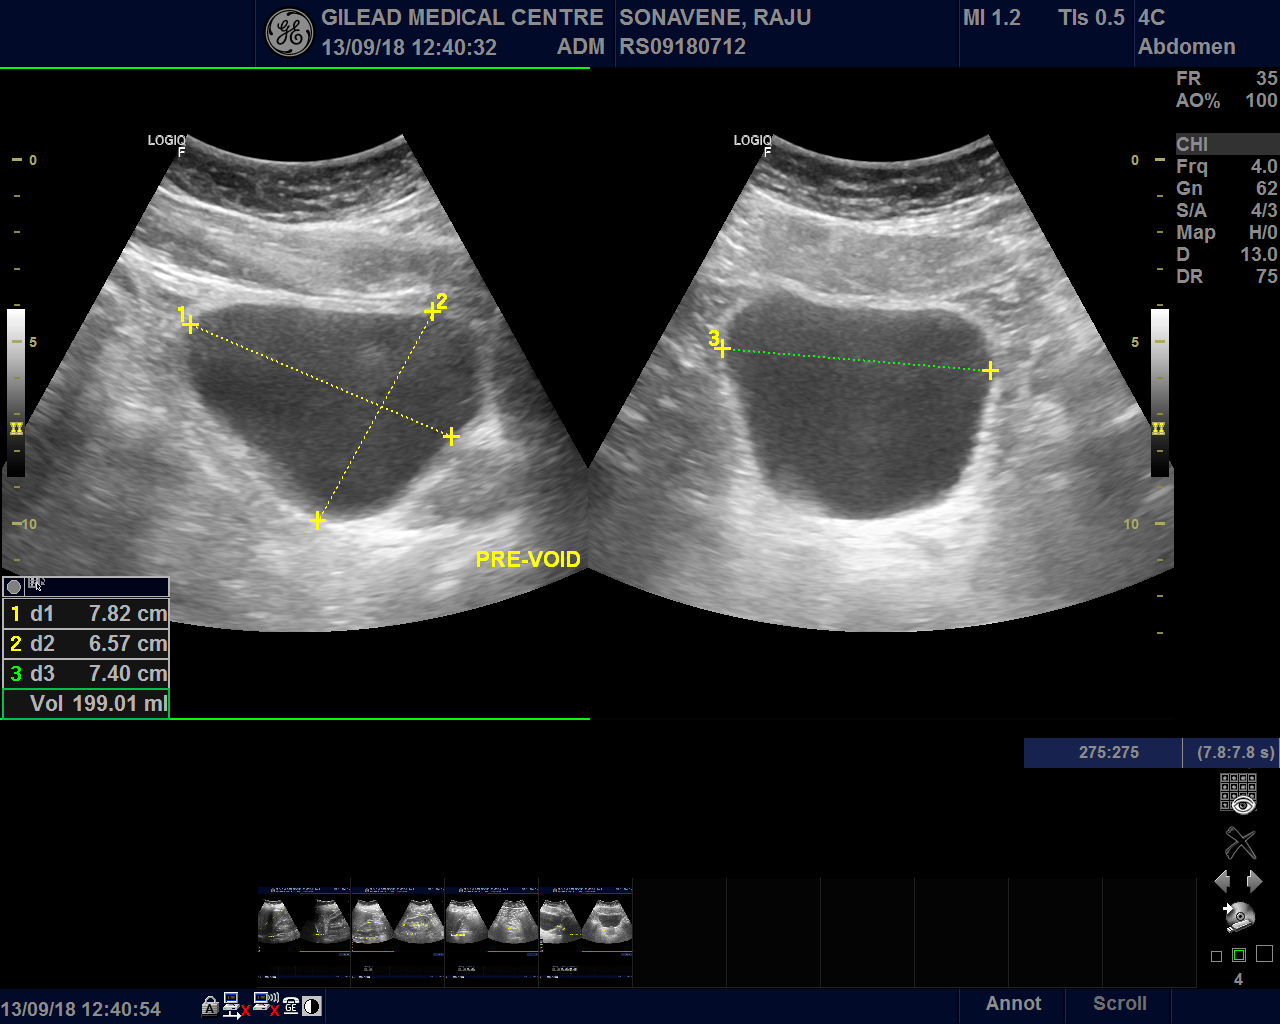 GILEAD MEDICAL CENTRE
13/09/18 12:40:32 ADM
SONAVENE, RAJU
RS09180712
MI 1.2 TIs 0.5
4C
Abdomen
FR 35
AO% 100
CHI
Frq 4.0
Gn 62
S/A 4/3
Map H/0
D 13.0
DR 75
LOGIQ
F
LOGIQ
F
0
5
10
0
5
10
1
2
3
PRE-VOID
1 d1 7.82 cm
2 d2 6.57 cm
3 d3 7.40 cm
Vol 199.01 ml
275:275 (7.8:7.8 s)
4
13/09/18 12:40:54
Annot
Scroll